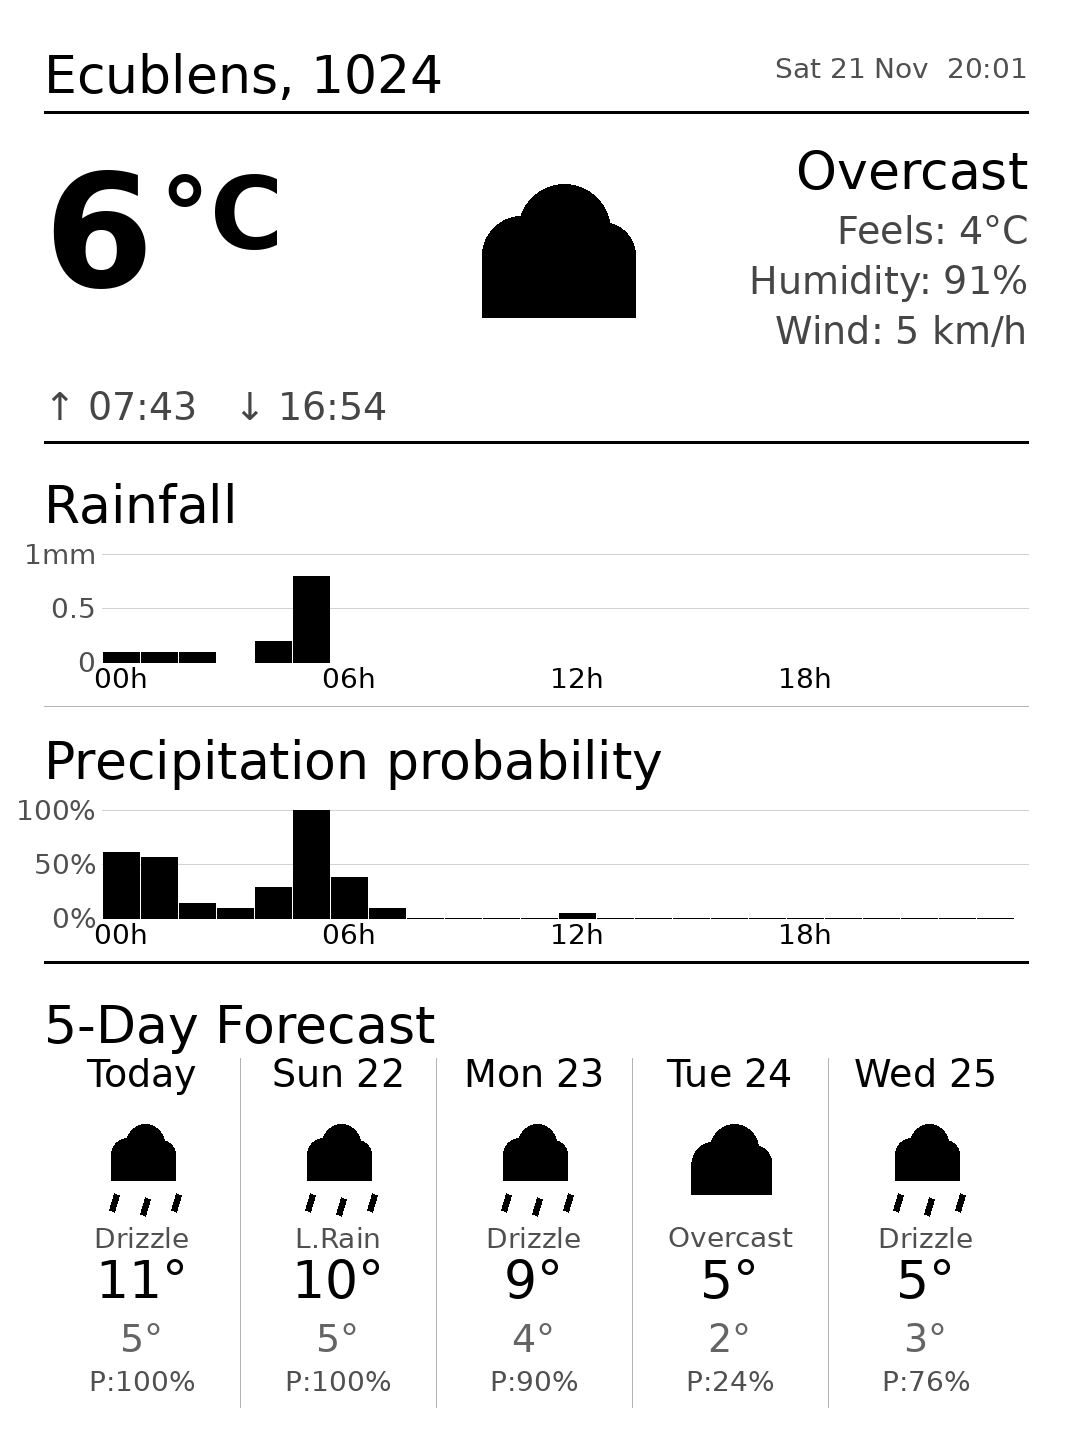 Ecublens, 1024
Sat 21 Nov  20:01
6°C
Overcast
Feels: 4°C
Humidity: 91%
Wind: 5 km/h
↑ 07:43   ↓ 16:54
Rainfall
1mm
0.5
0
00h 06h 12h 18h
Precipitation probability
100%
50%
0%
00h 06h 12h 18h
5-Day Forecast
Today Sun 22 Mon 23 Tue 24 Wed 25
Drizzle L.Rain Drizzle Overcast Drizzle
11° 10° 9° 5° 5°
5° 5° 4° 2° 3°
P:100% P:100% P:90% P:24% P:76%